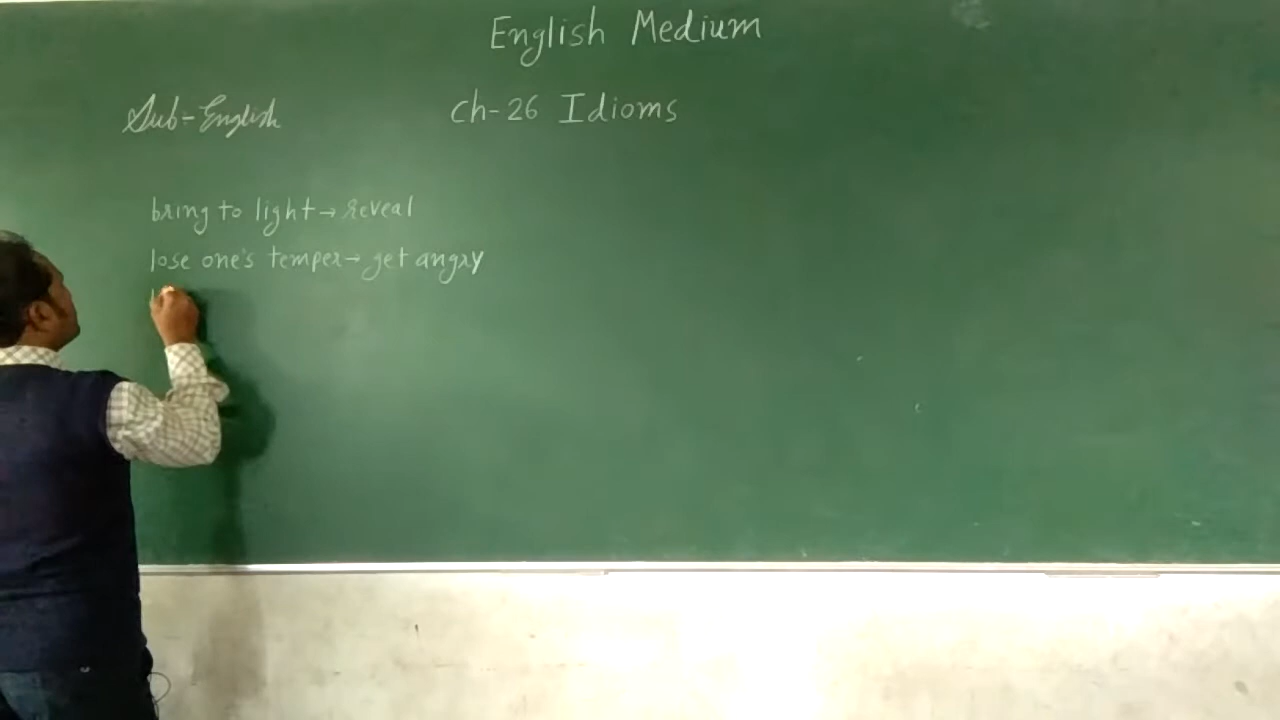 English Medium
Sub-English
Ch-26 Idioms
bring to light→reveal
lose one's temper→get angry